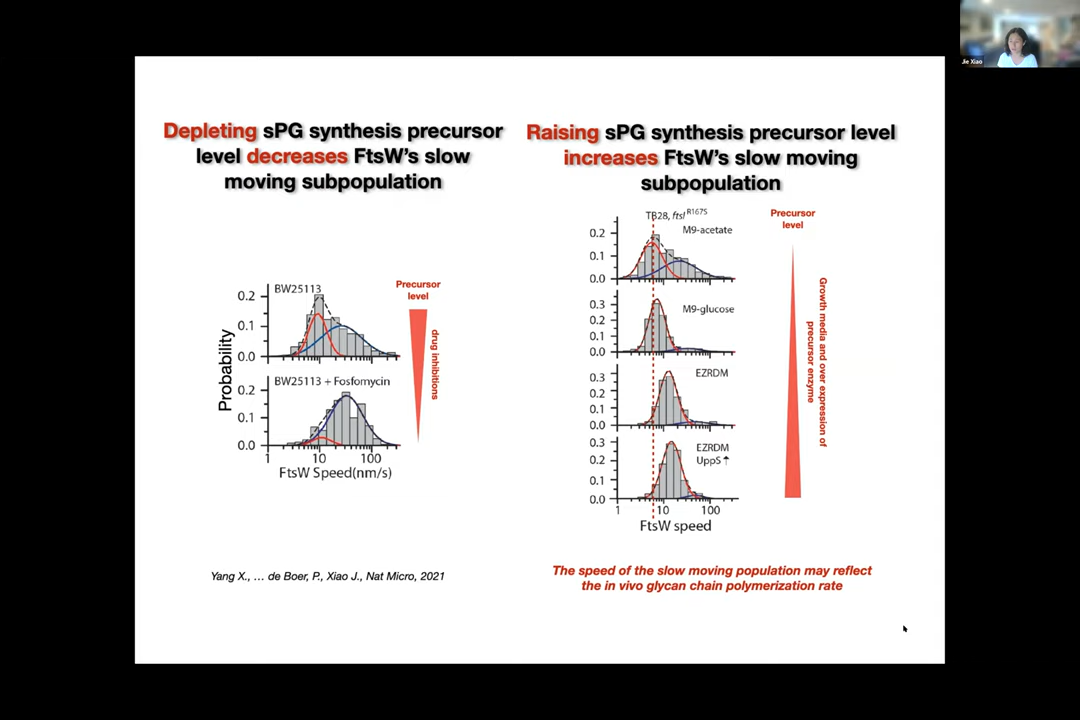 Jie Xiao
Depleting sPG synthesis precursor
level decreases FtsW's slow
moving subpopulation
Raising sPG synthesis precursor level
increases FtsW's slow moving
subpopulation
BW25113
0.2
0.1
0.0
BW25113 + Fosfomycin
0.2
0.1
0.0
1
10
100
Probability
FtsW Speed(nm/s)
Precursor
level
drug inhibitions
TB28, ftsI R167S
M9-acetate
0.2
0.1
0.0
M9-glucose
0.3
0.2
0.1
0.0
EZRDM
0.3
0.2
0.1
0.0
EZRDM
UppS ↑
0.3
0.2
0.1
0.0
1
10
100
FtsW speed
Precursor
level
Growth media and over expression of
precursor enzyme
Yang X., … de Boer, P., Xiao J., Nat Micro, 2021
The speed of the slow moving population may reflect
the in vivo glycan chain polymerization rate